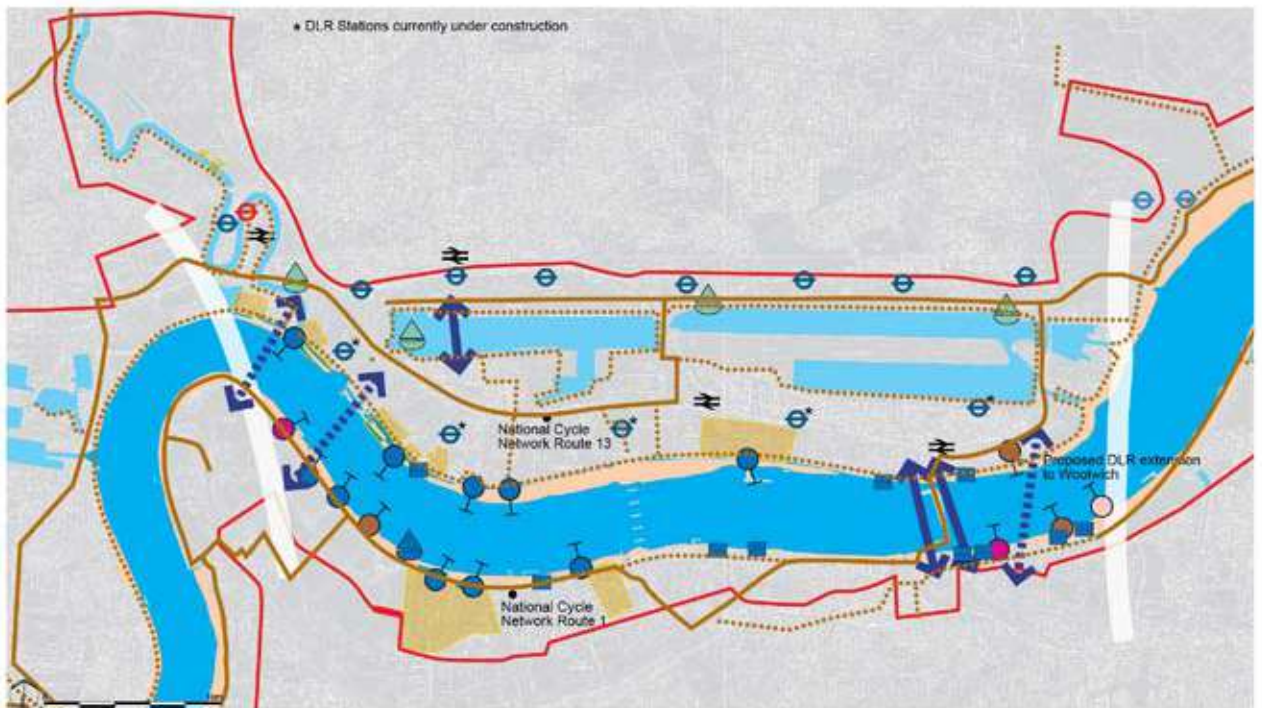 * DLR Stations currently under construction
National Cycle
Network Route 13
Proposed DLR extension
to Woolwich
National Cycle
Network Route 1